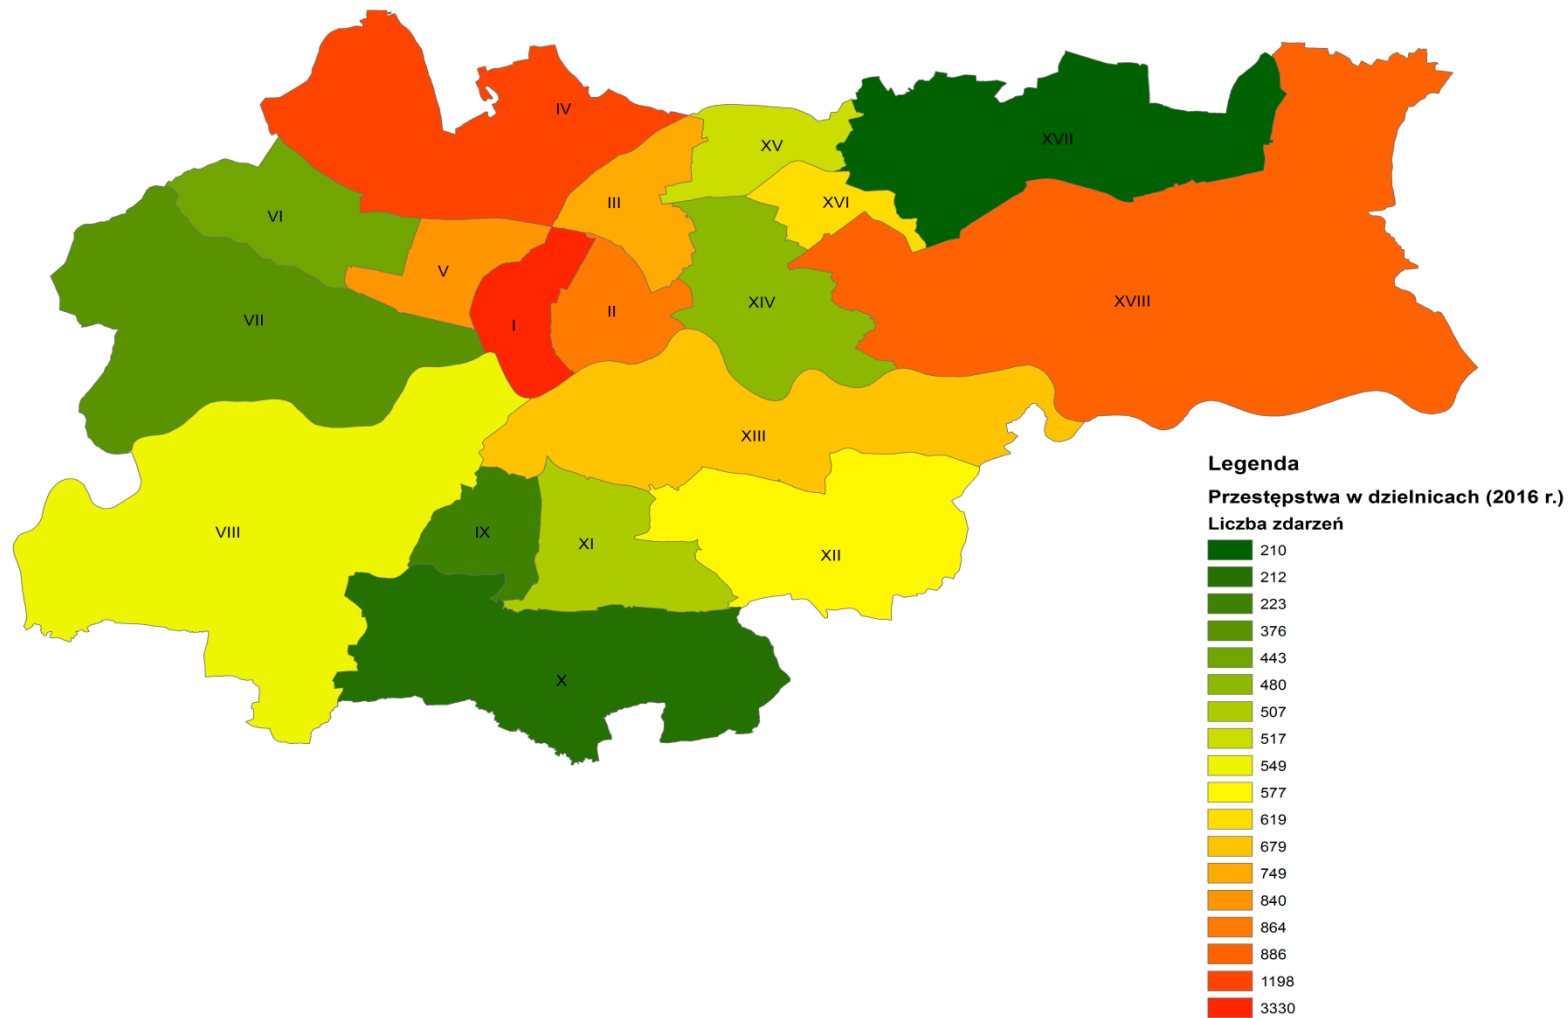 IV
XVII
XV
III
XVI
VI
V
VII
I
II
XIV
XVIII
XIII
VIII
IX
XI
XII
X
Legenda
Przestępstwa w dzielnicach (2016 r.)
Liczba zdarzeń
210
212
223
376
443
480
507
517
549
577
619
679
749
840
864
886
1198
3330